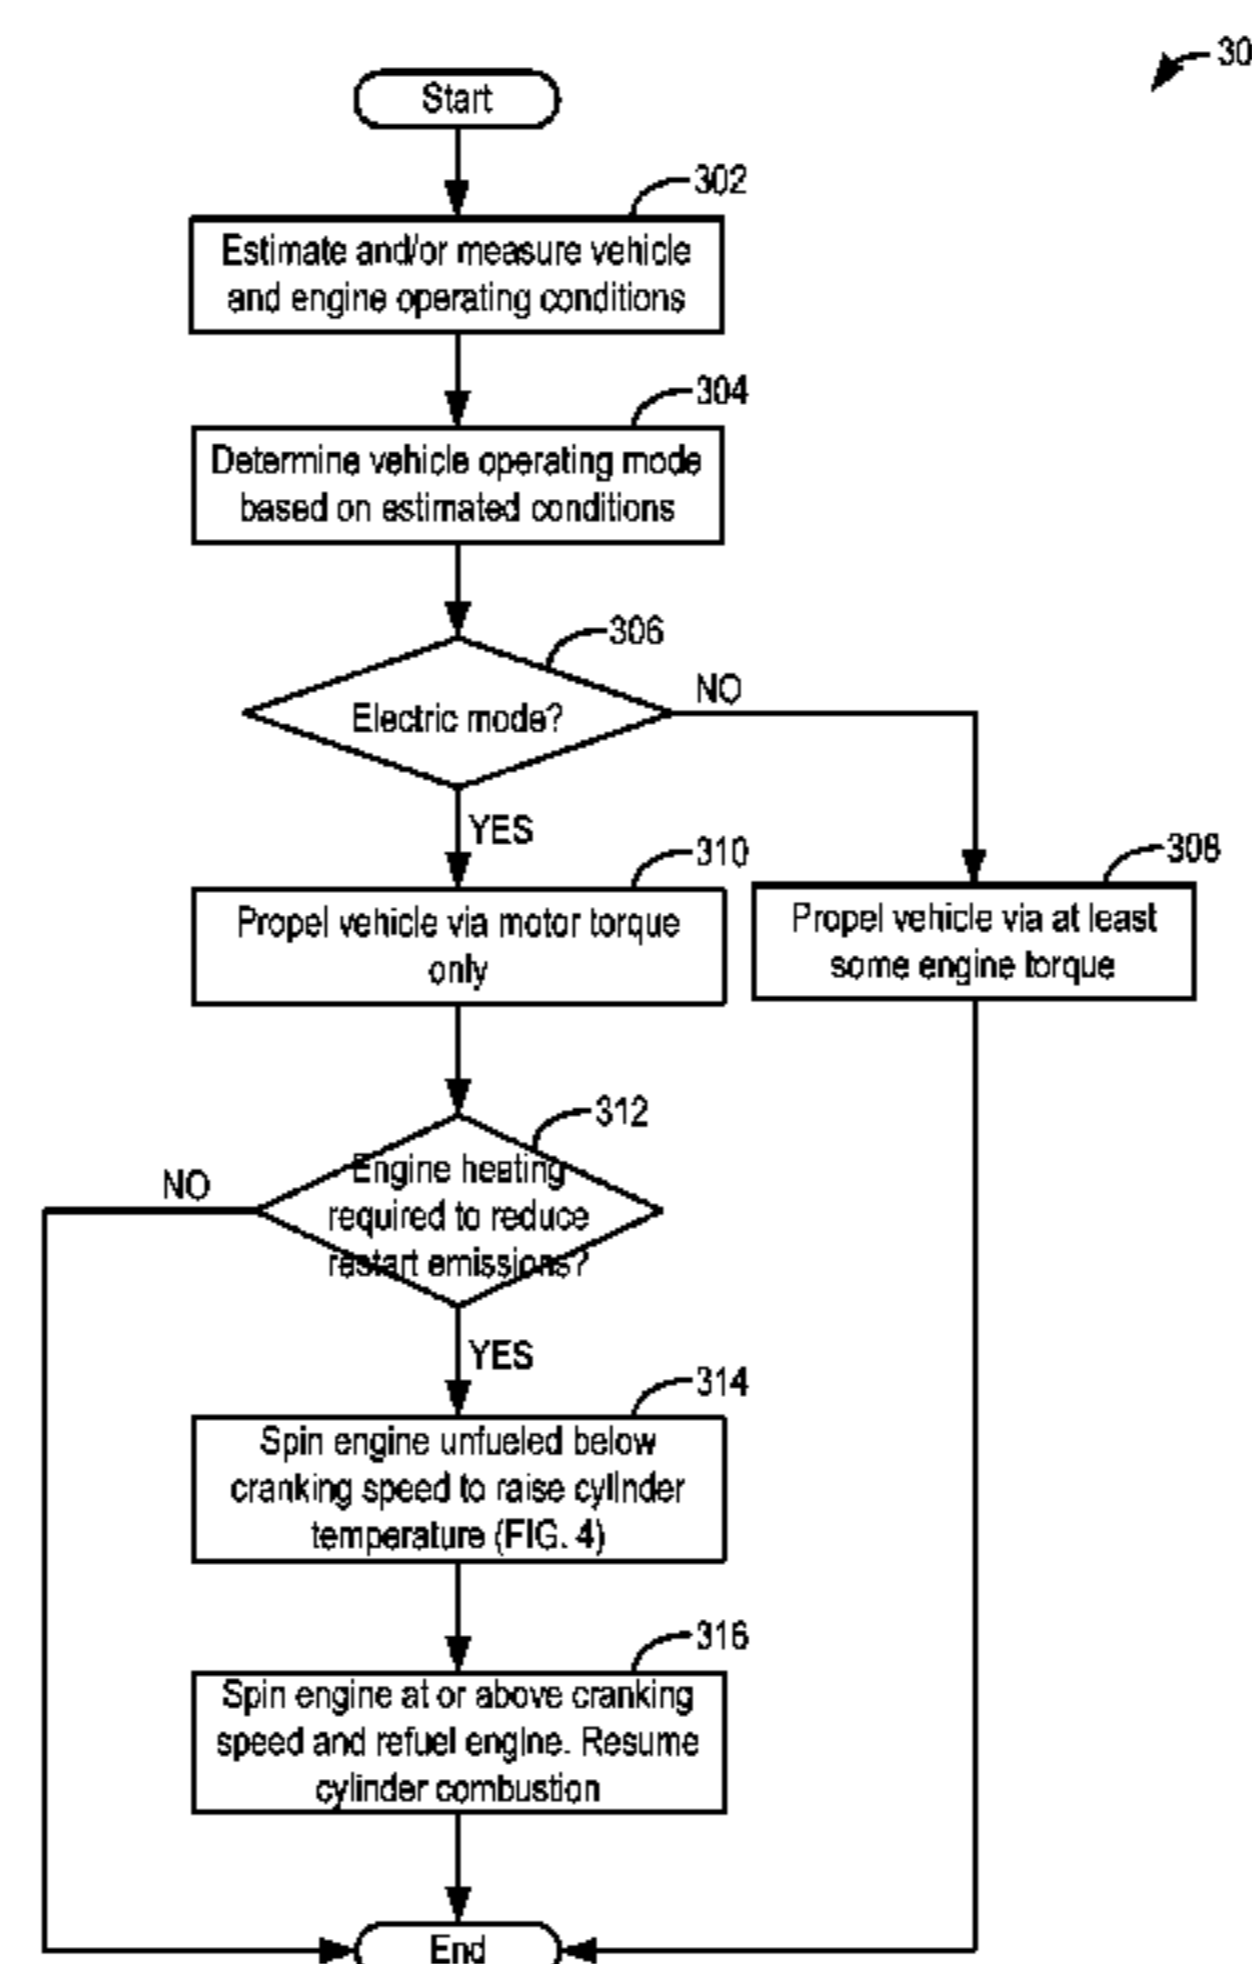 30
Start
302
Estimate and/or measure vehicle
and engine operating conditions
304
Determine vehicle operating mode
based on estimated conditions
306
Electric mode?
NO
YES
310
Propel vehicle via motor torque
only
308
Propel vehicle via at least
some engine torque
312
Engine heating
required to reduce
restart emissions?
NO
YES
314
Spin engine unfueled below
cranking speed to raise cylinder
temperature (FIG. 4)
316
Spin engine at or above cranking
speed and refuel engine. Resume
cylinder combustion
End